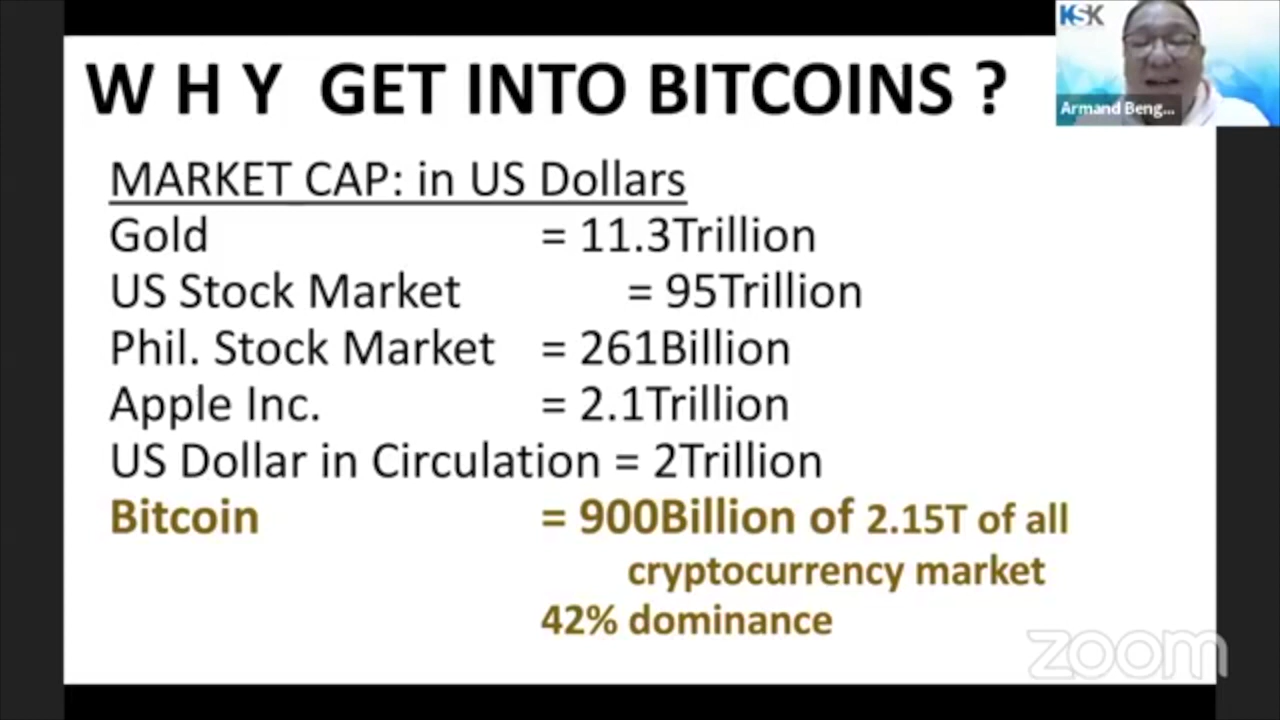 W H Y GET INTO BITCOINS ?
KSK
Armand Beng...
MARKET CAP: in US Dollars
Gold = 11.3Trillion
US Stock Market = 95Trillion
Phil. Stock Market = 261Billion
Apple Inc. = 2.1Trillion
US Dollar in Circulation = 2Trillion
Bitcoin = 900Billion of 2.15T of all
cryptocurrency market
42% dominance
zoom